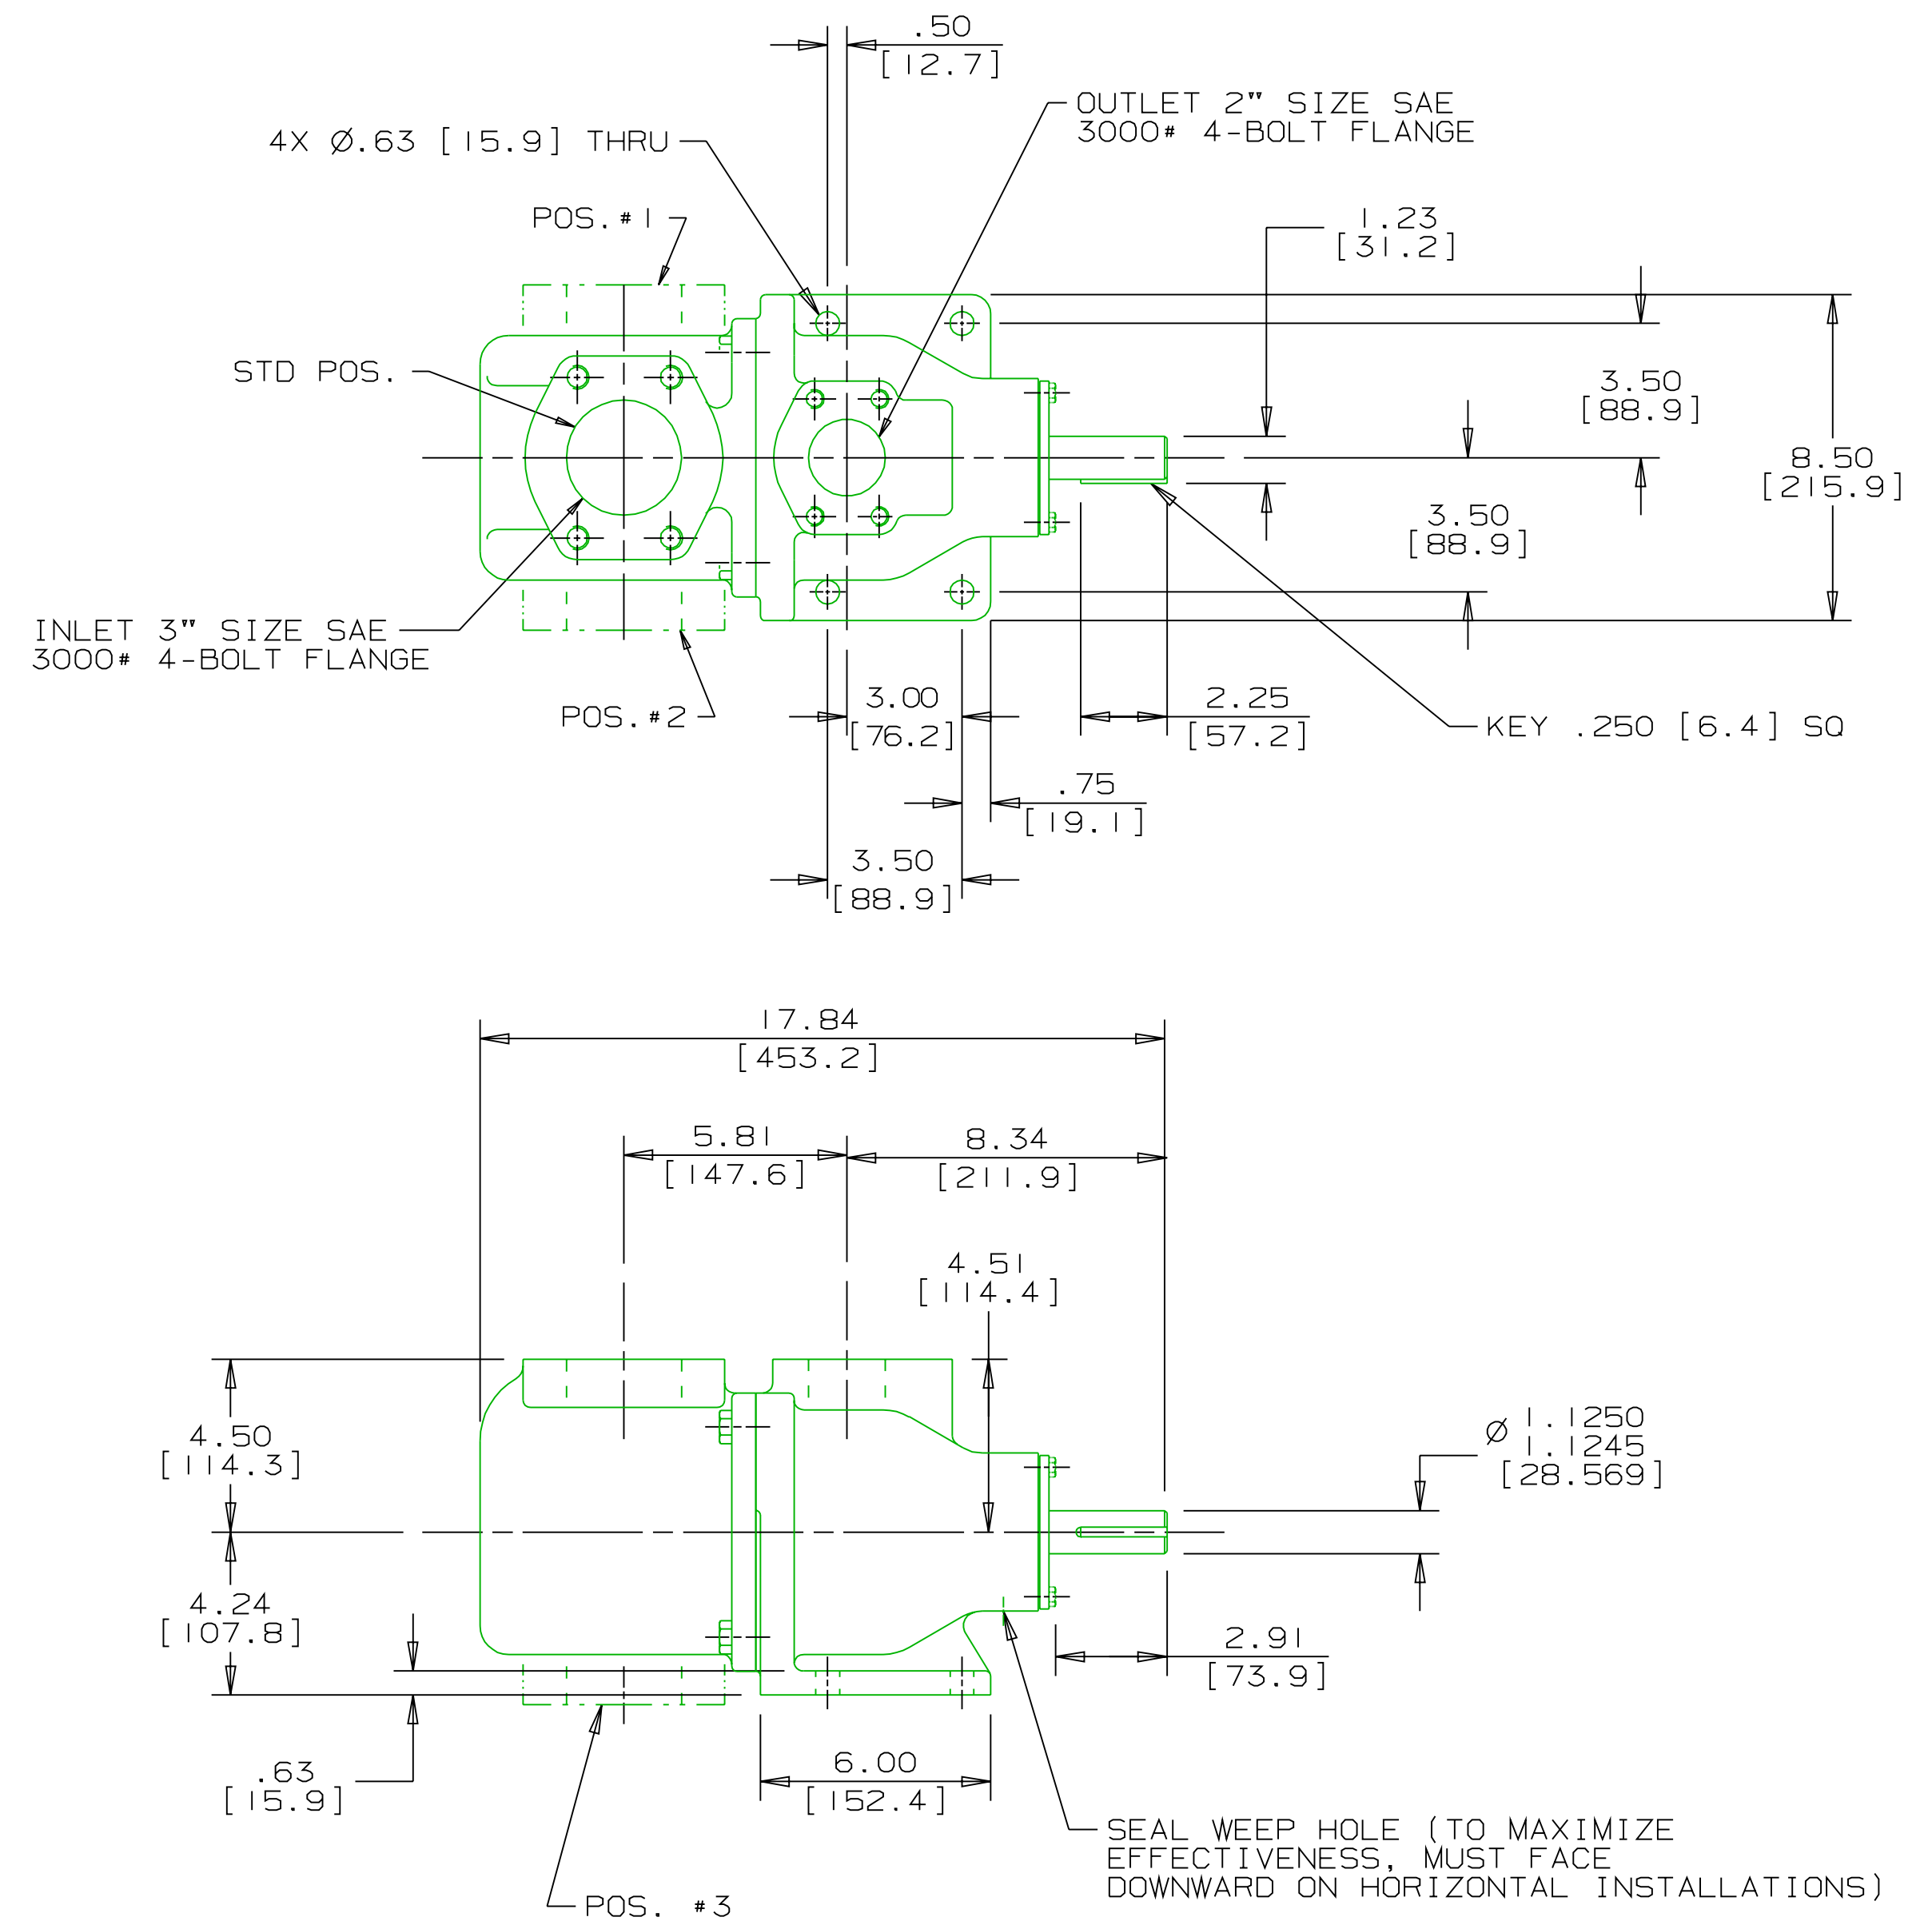 .50
[12.7]
OUTLET 2" SIZE SAE
3000# 4-BOLT FLANGE
4X Ø.63 [15.9] THRU
POS.#1
1.23
[31.2]
STD POS.
3.50
[88.9]
8.50
[215.9]
3.50
[88.9]
INLET 3" SIZE SAE
3000# 4-BOLT FLANGE
POS.#2
3.00
[76.2]
2.25
[57.2]
KEY .250 [6.4] SQ
.75
[19.1]
3.50
[88.9]
17.84
[453.2]
5.81
[147.6]
8.34
[211.9]
4.51
[114.4]
4.50
[114.3]
Ø 1.1250
1.1245
[28.569]
4.24
[107.8]
2.91
[73.9]
.63
[15.9]
6.00
[152.4]
SEAL WEEP HOLE (TO MAXIMIZE
EFFECTIVENESS, MUST FACE
DOWNWARD ON HORIZONTAL INSTALLATIONS)
POS. #3